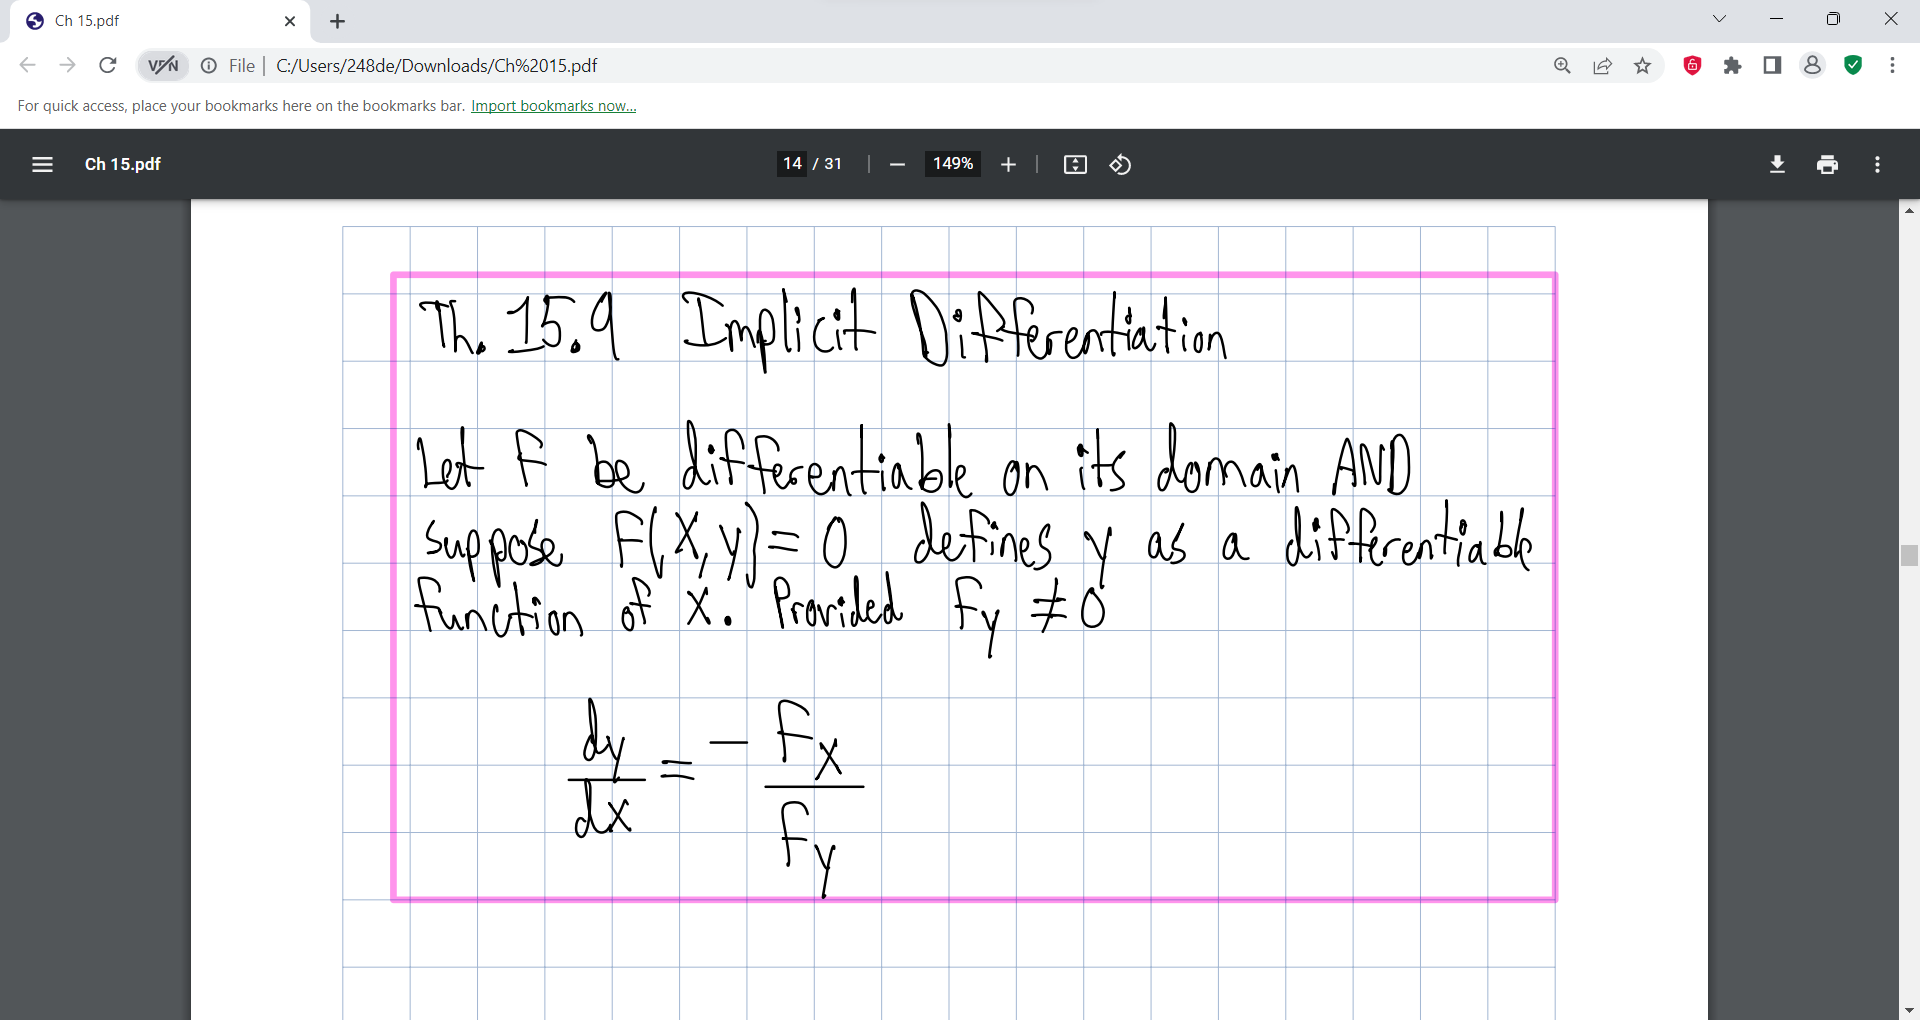 Ch 15.pdf
VPN File C:/Users/248de/Downloads/Ch%2015.pdf
For quick access, place your bookmarks here on the bookmarks bar. Import bookmarks now...
Ch 15.pdf 14 / 31 149%
Th. 15.9 Implicit Differentiation
Let F be differentiable on its domain AND
suppose F(x,y)=0 defines y as a differentiable
function of x. Provided Fy ≠ 0
dy/dx = - Fx/Fy